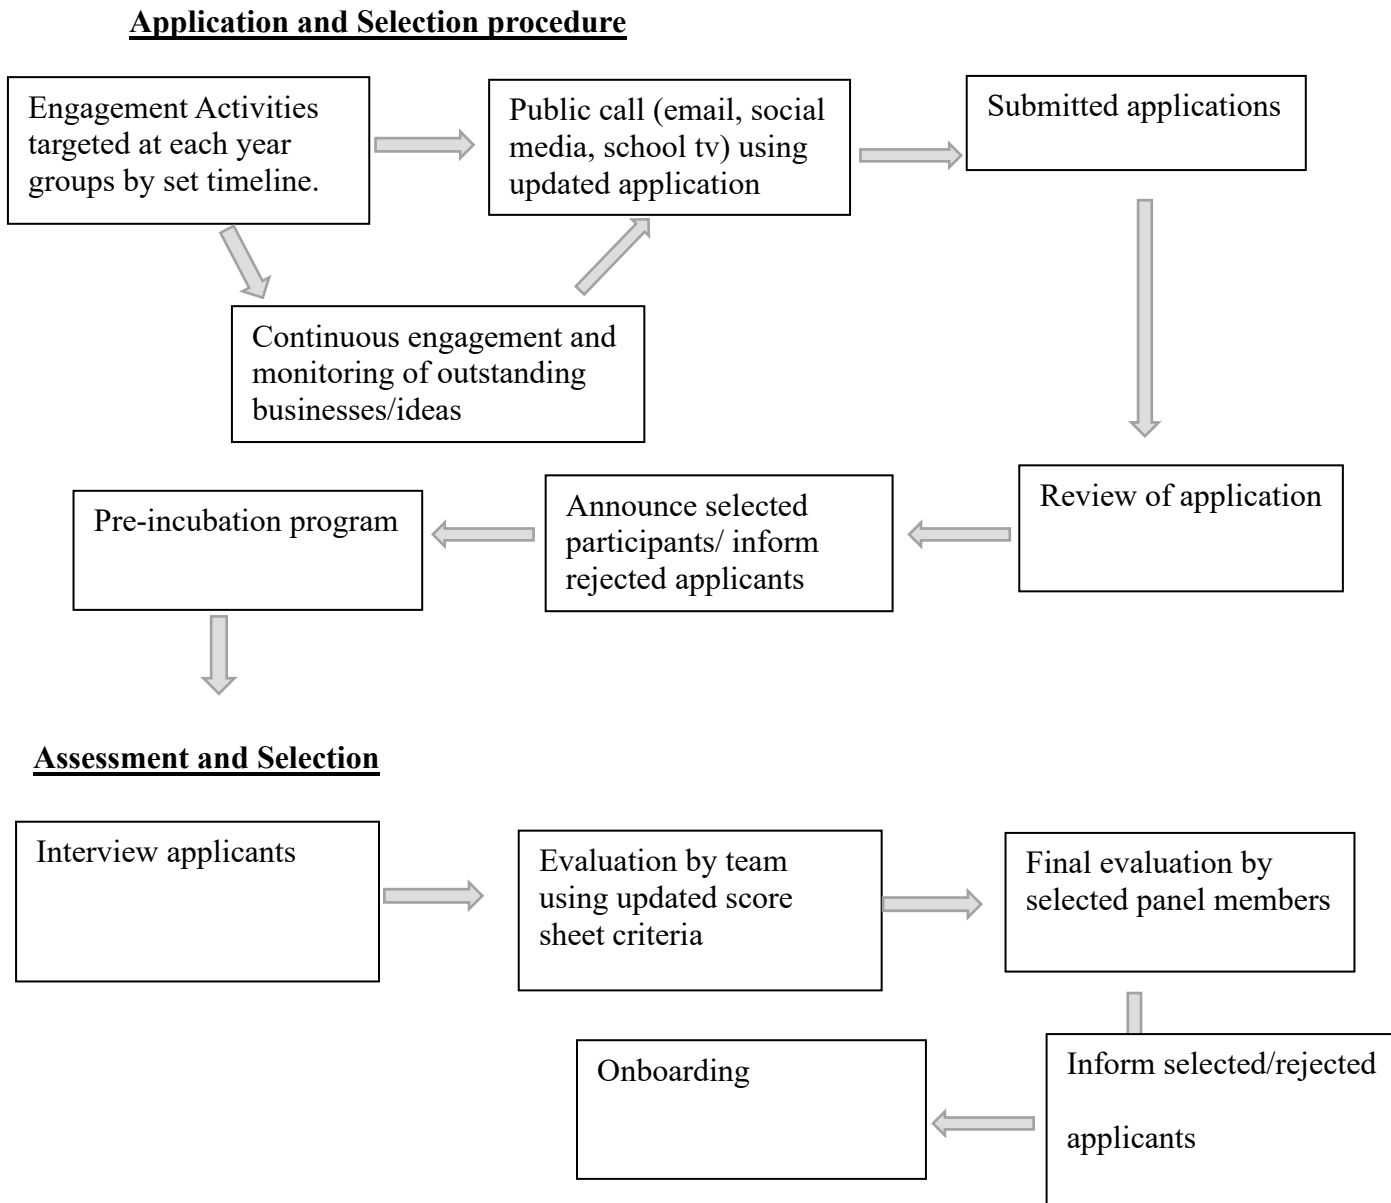 Application and Selection procedure
Engagement Activities
targeted at each year
groups by set timeline.
Public call (email, social
media, school tv) using
updated application
Submitted applications
Continuous engagement and
monitoring of outstanding
businesses/ideas
Review of application
Announce selected
participants/ inform
rejected applicants
Pre-incubation program
Assessment and Selection
Interview applicants
Evaluation by team
using updated score
sheet criteria
Final evaluation by
selected panel members
Inform selected/rejected
applicants
Onboarding